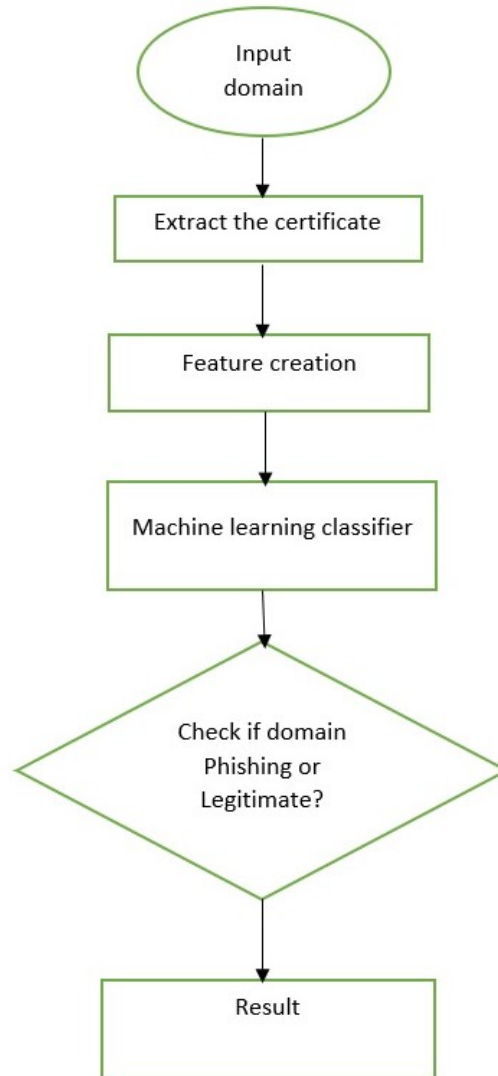 Input
domain
Extract the certificate
Feature creation
Machine learning classifier
Check if domain
Phishing or
Legitimate?
Result